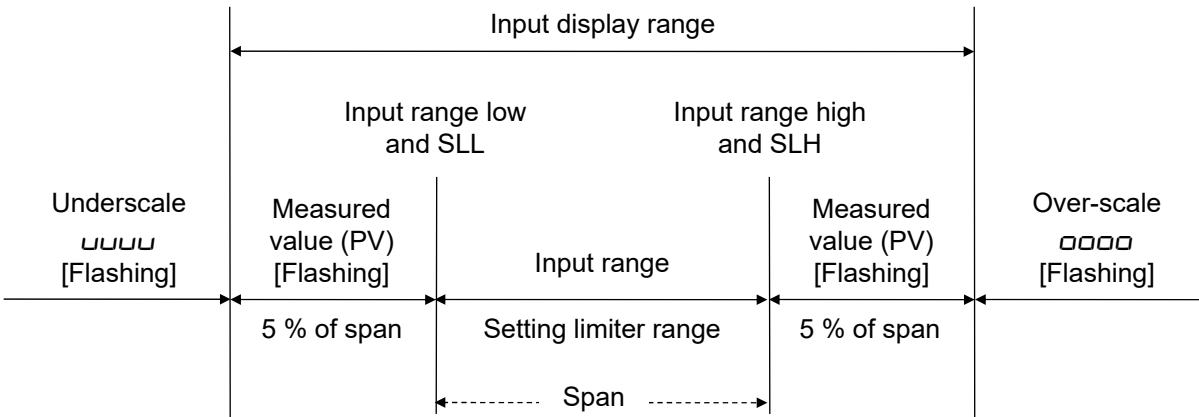 Input display range
Input range low
and SLL
Input range high
and SLH
Underscale
uuuu
[Flashing]
Measured
value (PV)
[Flashing]
Input range
Measured
value (PV)
[Flashing]
Over-scale
oooo
[Flashing]
5 % of span
Setting limiter range
5 % of span
Span